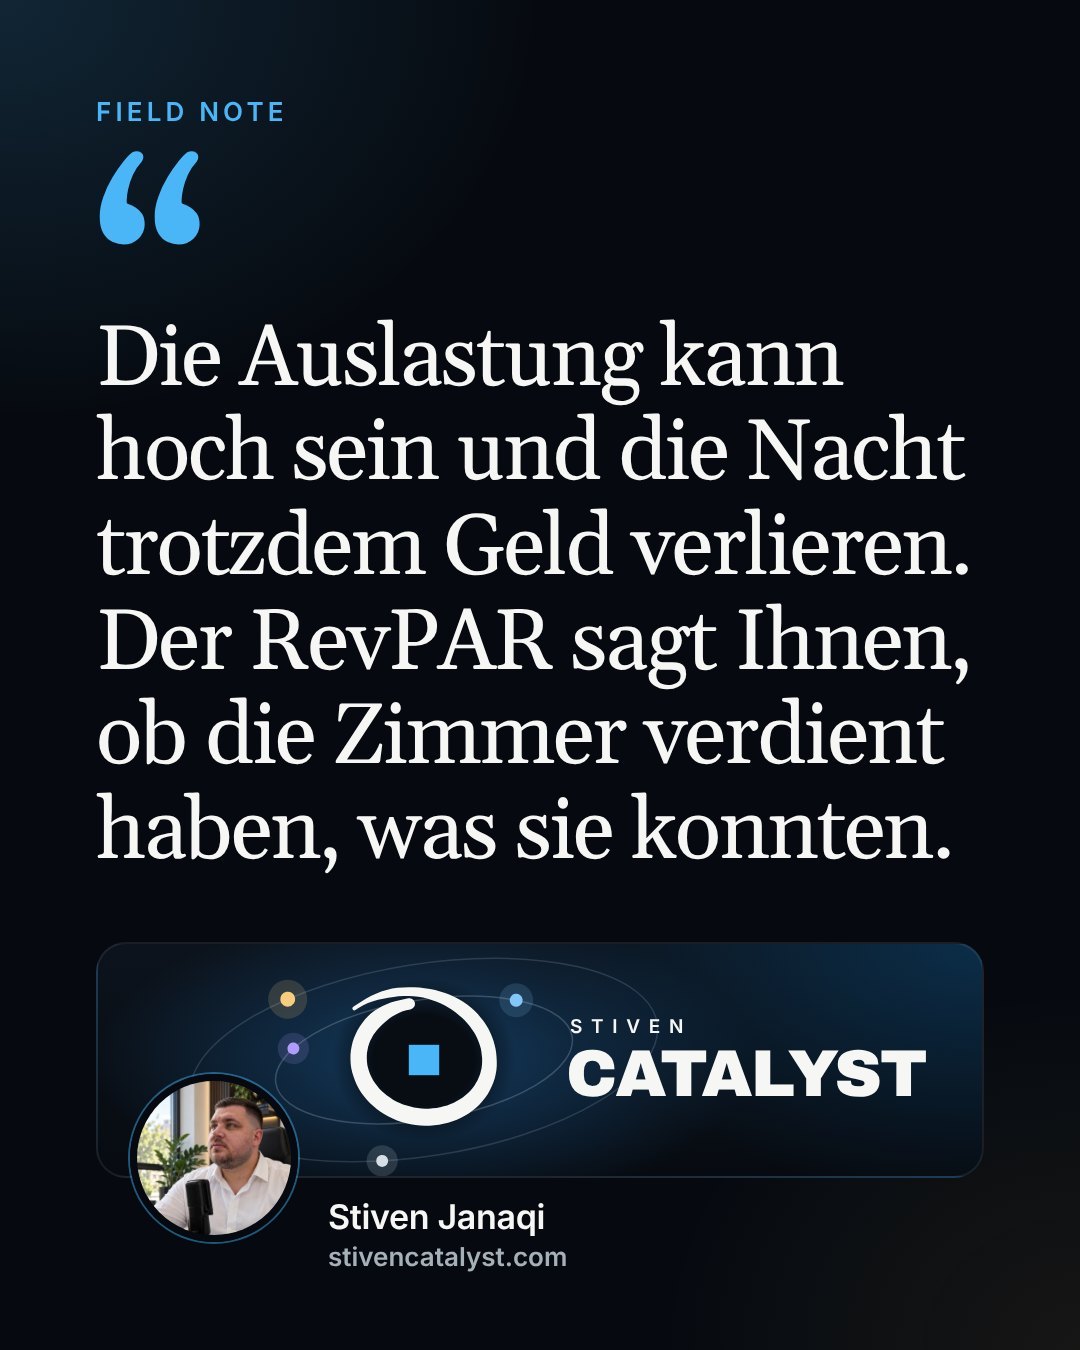 FIELD NOTE
“
Die Auslastung kann
hoch sein und die Nacht
trotzdem Geld verlieren.
Der RevPAR sagt Ihnen,
ob die Zimmer verdient
haben, was sie konnten.
STIVEN
CATALYST
Stiven Janaqi
stivencatalyst.com